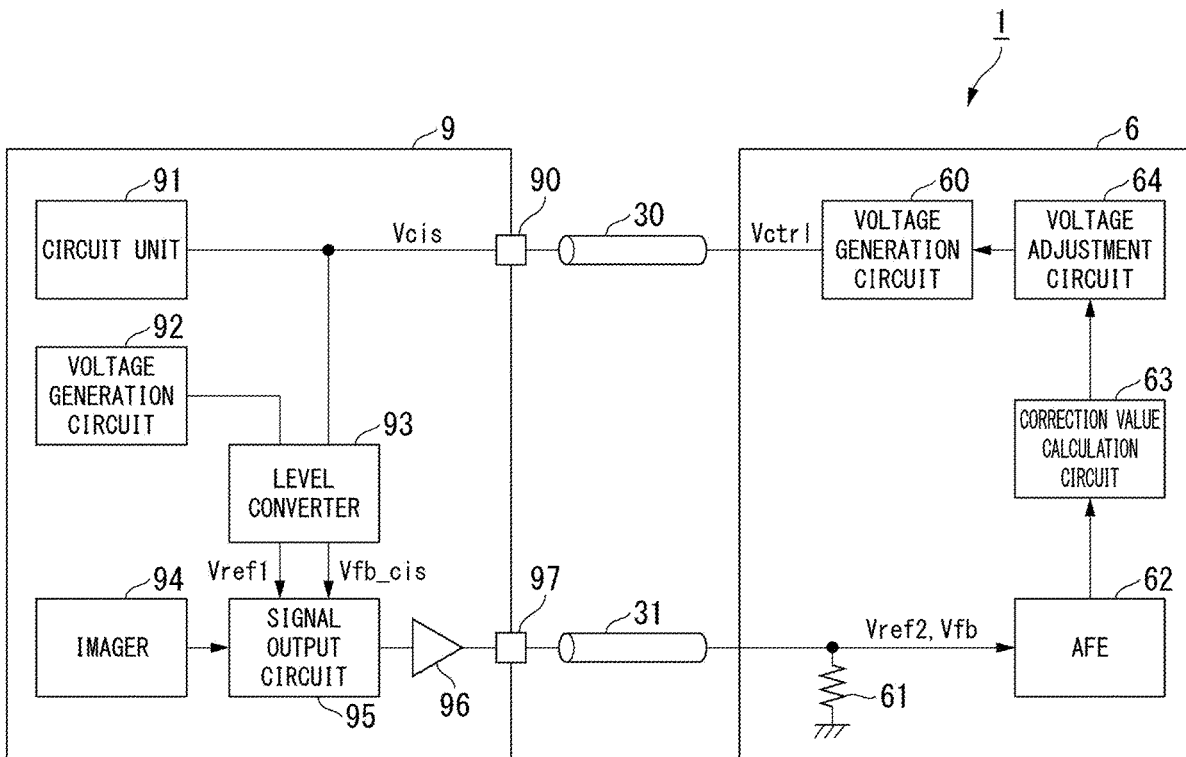 1
9
6
91
CIRCUIT UNIT
Vcis
90
30
Vctrl
60
VOLTAGE
GENERATION
CIRCUIT
64
VOLTAGE
ADJUSTMENT
CIRCUIT
92
VOLTAGE
GENERATION
CIRCUIT
93
LEVEL
CONVERTER
63
CORRECTION VALUE
CALCULATION
CIRCUIT
Vref1
Vfb_cis
94
IMAGER
SIGNAL
OUTPUT
CIRCUIT
95
96
97
31
Vref2, Vfb
61
62
AFE